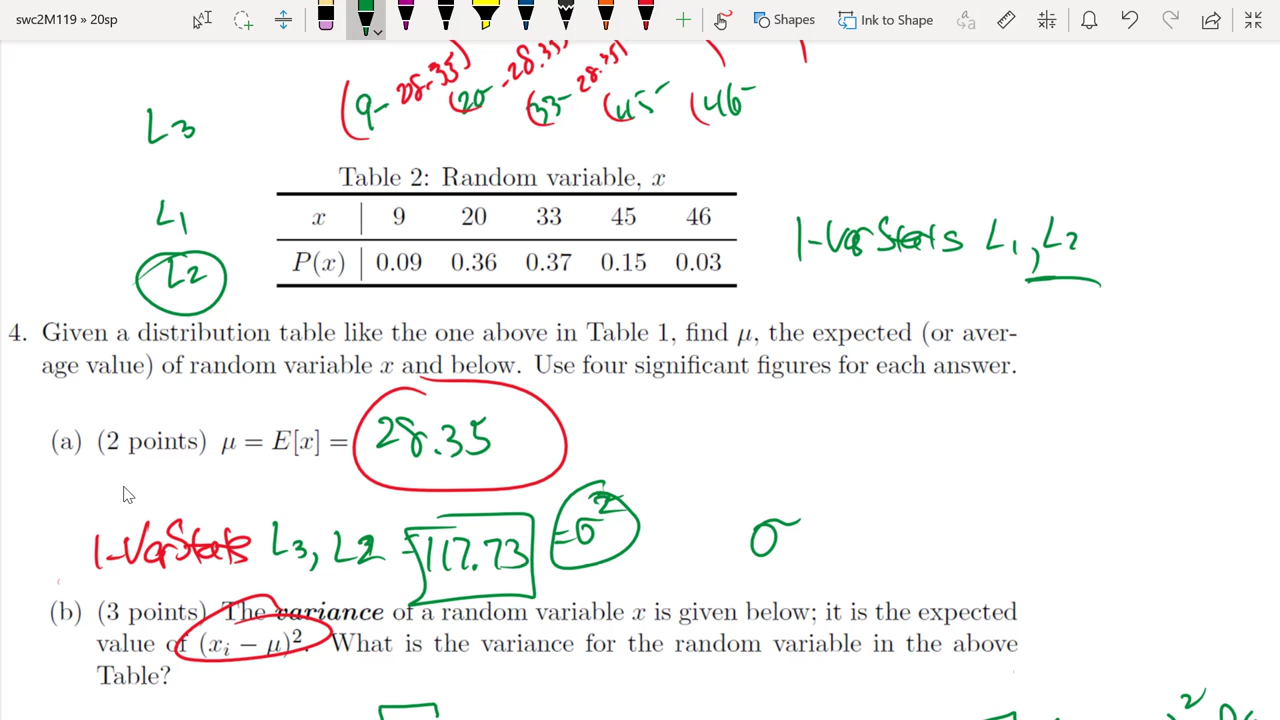 swc2M119 » 20sp
Shapes
Ink to Shape
(9-28.35) (20-28.35 (33-28.35) (45- (46-
L3
Table 2: Random variable, x
L1
x 9 20 33 45 46
1-VarStats L1, L2
L2
P(x) 0.09 0.36 0.37 0.15 0.03
4. Given a distribution table like the one above in Table 1, find μ, the expected (or aver-
age value) of random variable x and below. Use four significant figures for each answer.
(a) (2 points) μ = E[x] = 28.35
1-VarStats L3, L2 = 117.73 = σ²
σ
(b) (3 points) The variance of a random variable x is given below; it is the expected
value of (xᵢ − μ)². What is the variance for the random variable in the above
Table?